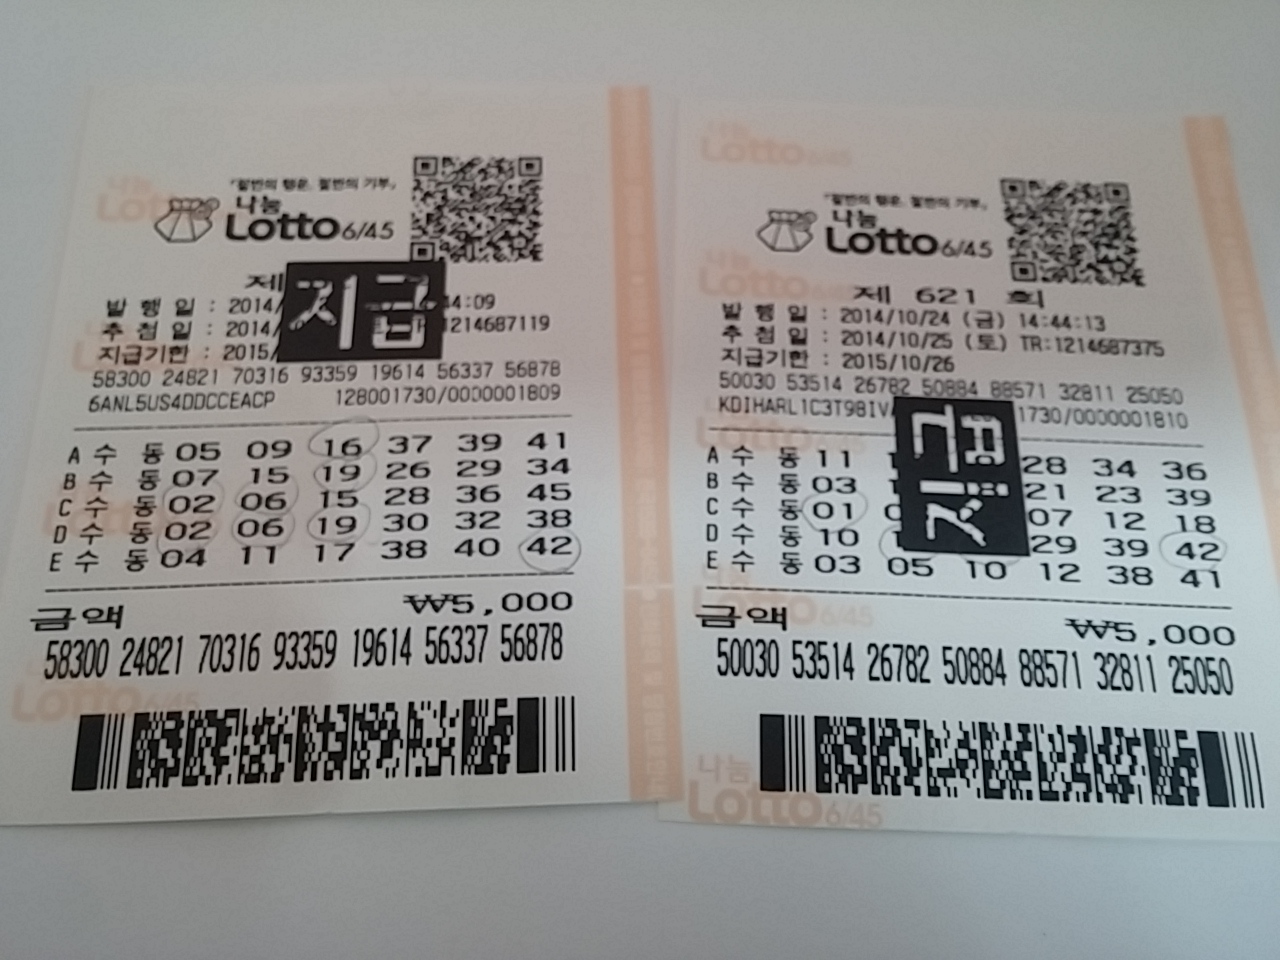 「절반의 행운, 절반의 기부」
나눔
Lotto 6/45
제
지급
발 행 일 : 2014/ 44:09
추 첨 일 : 2014/ 1214687119
지급기한 : 2015/
58300 24821 70316 93359 19614 56337 56878
6ANL5US4DDCCEACP 128001730/0000001809
A 수 동 05 09 16 37 39 41
B 수 동 07 15 19 26 29 34
C 수 동 02 06 15 28 36 45
D 수 동 02 06 19 30 32 38
E 수 동 04 11 17 38 40 42
금액 ₩5,000
58300 24821 70316 93359 19614 56337 56878
「절반의 행운, 절반의 기부」
나눔
Lotto 6/45
제 621 회
발 행 일 : 2014/10/24 (금) 14:44:13
추 첨 일 : 2014/10/25 (토) TR:1214687375
지급기한 : 2015/10/26
50030 53514 26782 50884 88571 32811 25050
KDIHARL1C3T98IV 1730/0000001810
지급
A 수 동 11 28 34 36
B 수 동 03 21 23 39
C 수 동 01 07 12 18
D 수 동 10 29 39 42
E 수 동 03 05 10 12 38 41
금액 ₩5,000
50030 53514 26782 50884 88571 32811 25050
나눔
Lotto 6/45